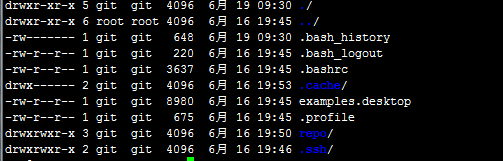 drwxr-xr-x 5 git  git  4096  6月 19 09:30 ./
drwxr-xr-x 6 root root 4096  6月 16 19:45 ../
-rw------- 1 git  git   648  6月 19 09:30 .bash_history
-rw-r--r-- 1 git  git   220  6月 16 19:45 .bash_logout
-rw-r--r-- 1 git  git  3637  6月 16 19:45 .bashrc
drwx------ 2 git  git  4096  6月 16 19:53 .cache/
-rw-r--r-- 1 git  git  8980  6月 16 19:45 examples.desktop
-rw-r--r-- 1 git  git   675  6月 16 19:45 .profile
drwxrwxr-x 3 git  git  4096  6月 16 19:50 repo/
drwxrwxr-x 2 git  git  4096  6月 16 19:46 .ssh/